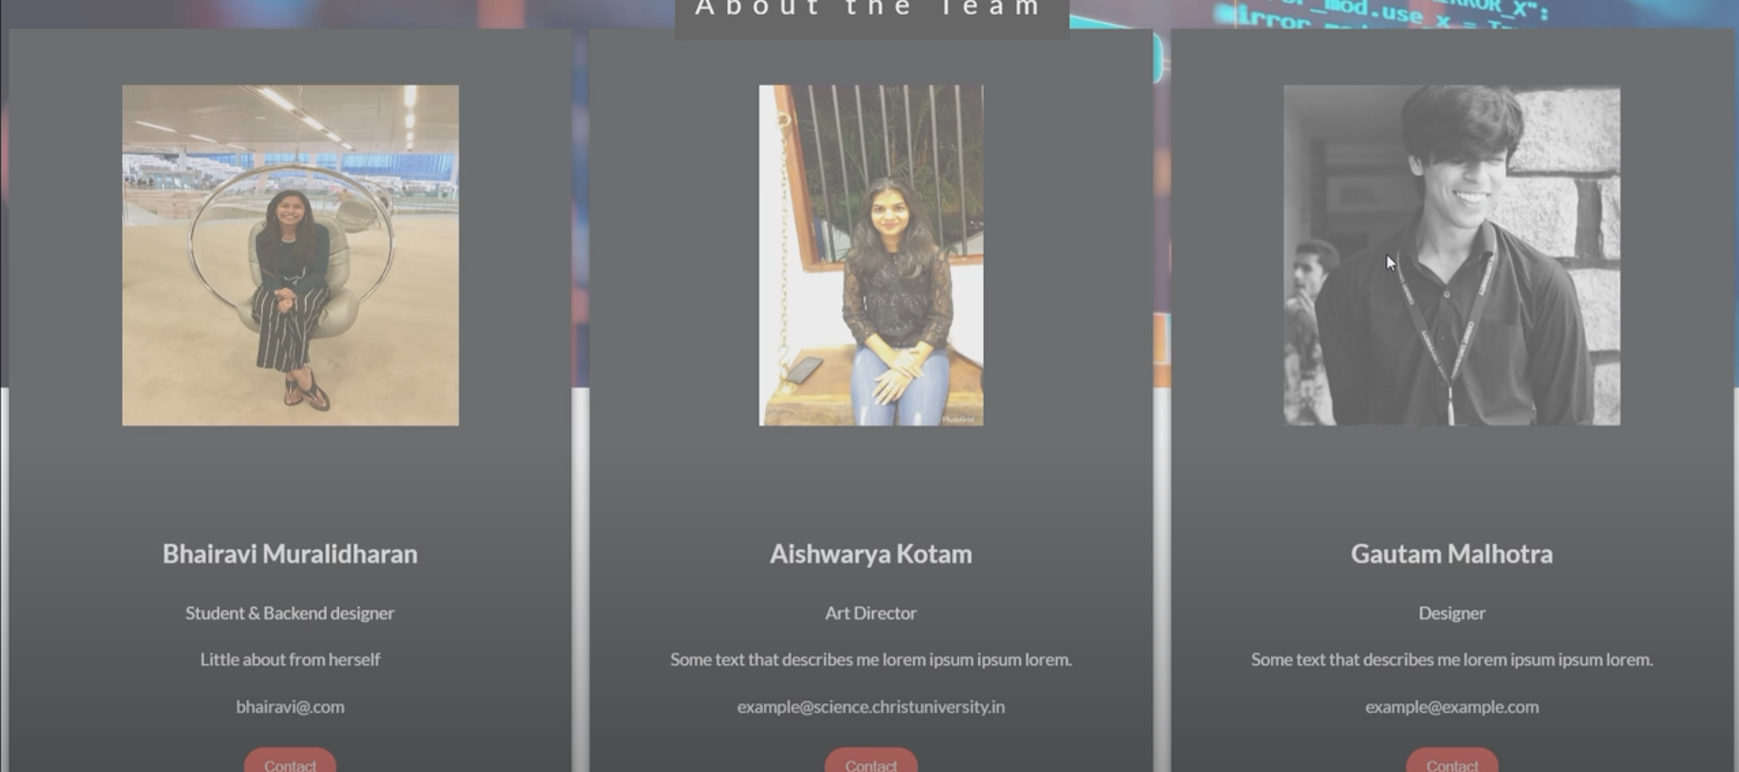 About the Team
Bhairavi Muralidharan
Student & Backend designer
Little about from herself
bhairavi@.com
Contact
Aishwarya Kotam
Art Director
Some text that describes me lorem ipsum ipsum lorem.
example@science.christuniversity.in
Contact
Gautam Malhotra
Designer
Some text that describes me lorem ipsum ipsum lorem.
example@example.com
Contact